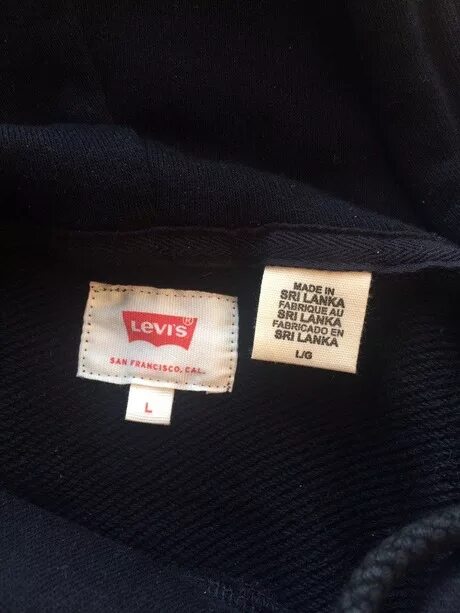 Levi's®
SAN FRANCISCO, CAL.
L
MADE IN
SRI LANKA
FABRIQUE AU
SRI LANKA
FABRICADO EN
SRI LANKA
L/G